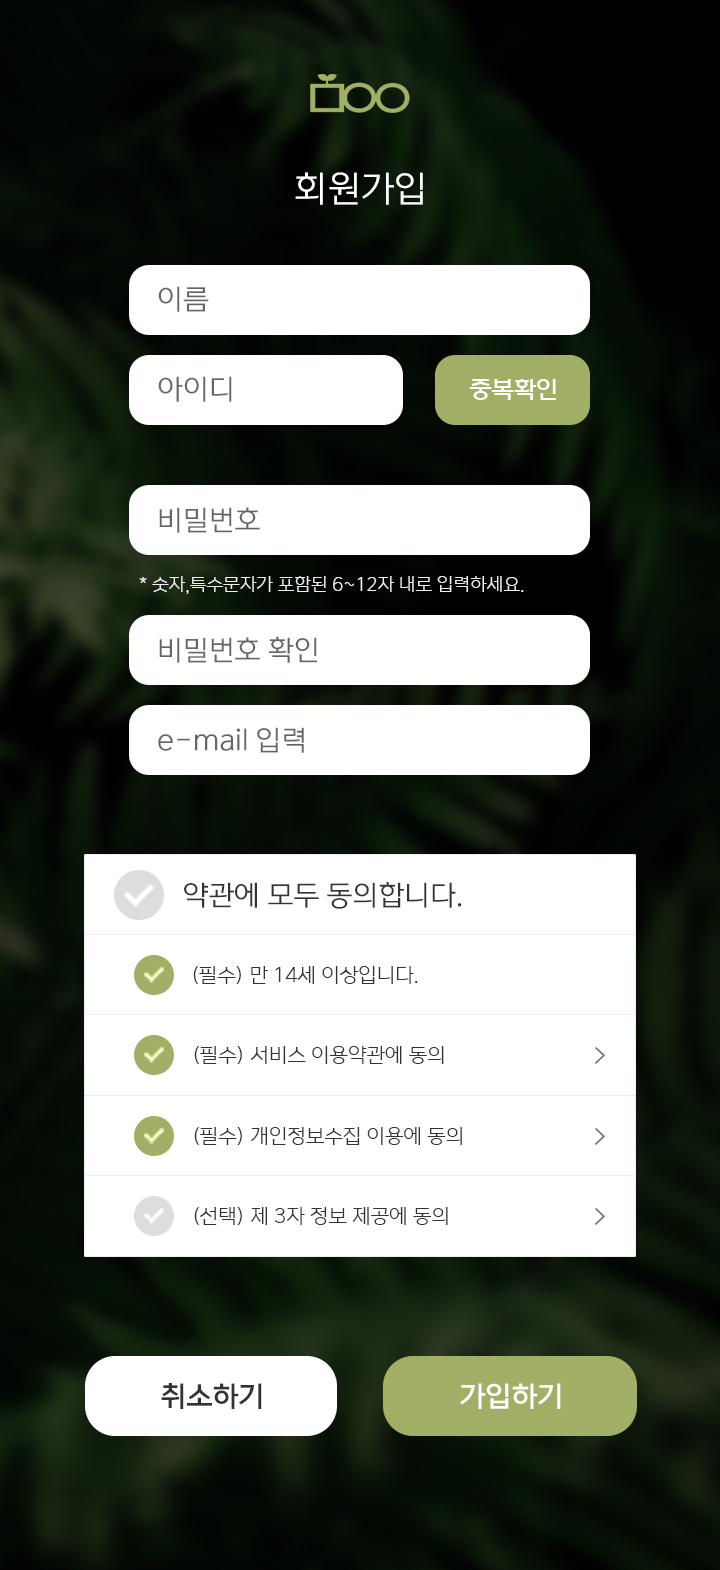 회원가입
이름
아이디
중복확인
비밀번호
* 숫자,특수문자가 포함된 6~12자 내로 입력하세요.
비밀번호 확인
e-mail 입력
약관에 모두 동의합니다.
(필수) 만 14세 이상입니다.
(필수) 서비스 이용약관에 동의
(필수) 개인정보수집 이용에 동의
(선택) 제 3자 정보 제공에 동의
취소하기
가입하기